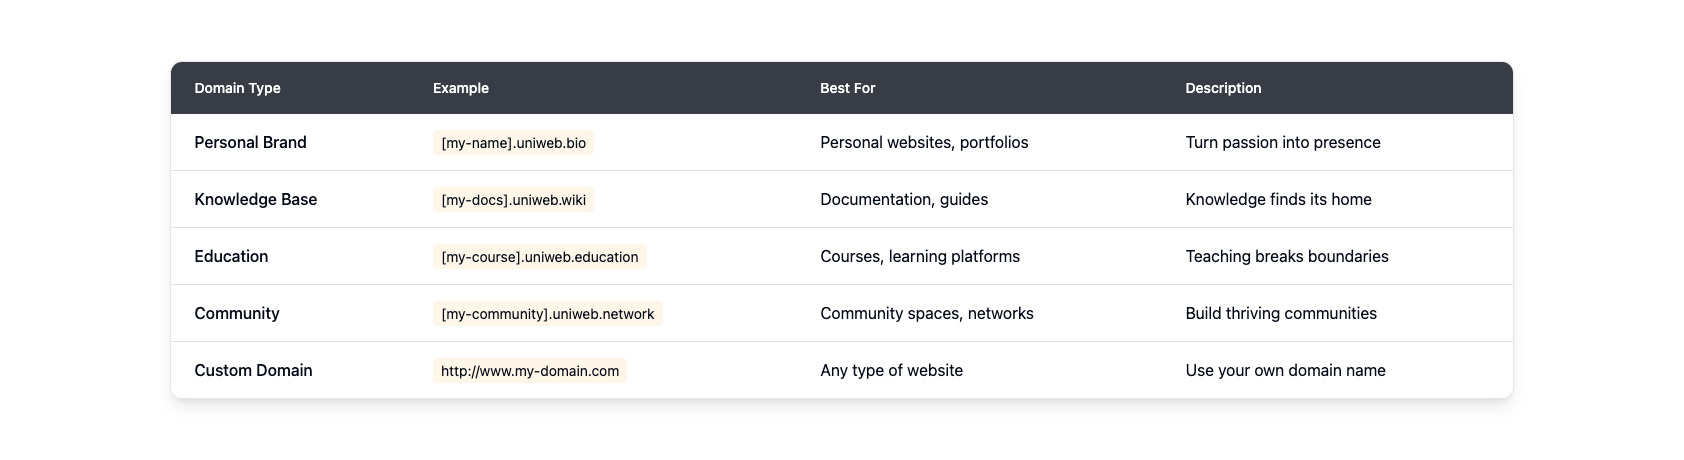 Domain Type Example Best For Description
Personal Brand [my-name].uniweb.bio Personal websites, portfolios Turn passion into presence
Knowledge Base [my-docs].uniweb.wiki Documentation, guides Knowledge finds its home
Education [my-course].uniweb.education Courses, learning platforms Teaching breaks boundaries
Community [my-community].uniweb.network Community spaces, networks Build thriving communities
Custom Domain http://www.my-domain.com Any type of website Use your own domain name